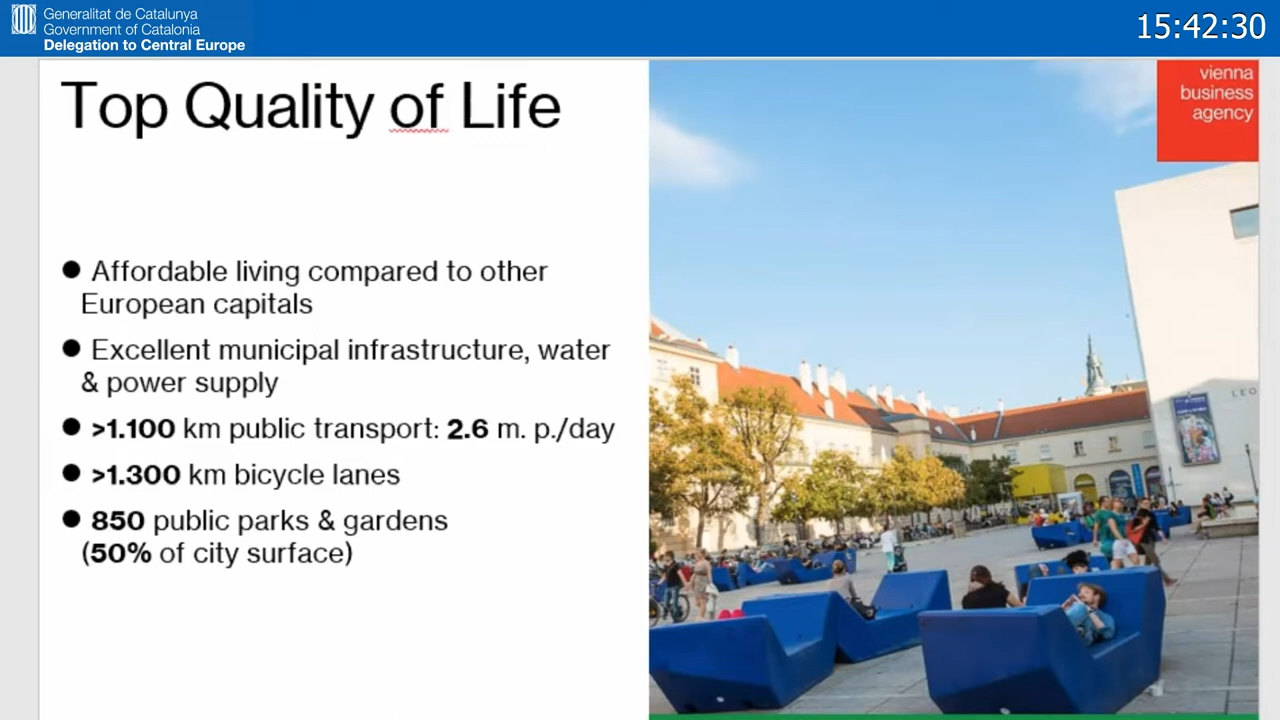 Generalitat de Catalunya
Government of Catalonia
Delegation to Central Europe
15:42:30
Top Quality of Life
vienna
business
agency
● Affordable living compared to other
European capitals
● Excellent municipal infrastructure, water
& power supply
● >1.100 km public transport: 2.6 m. p./day
● >1.300 km bicycle lanes
● 850 public parks & gardens
(50% of city surface)
LEO